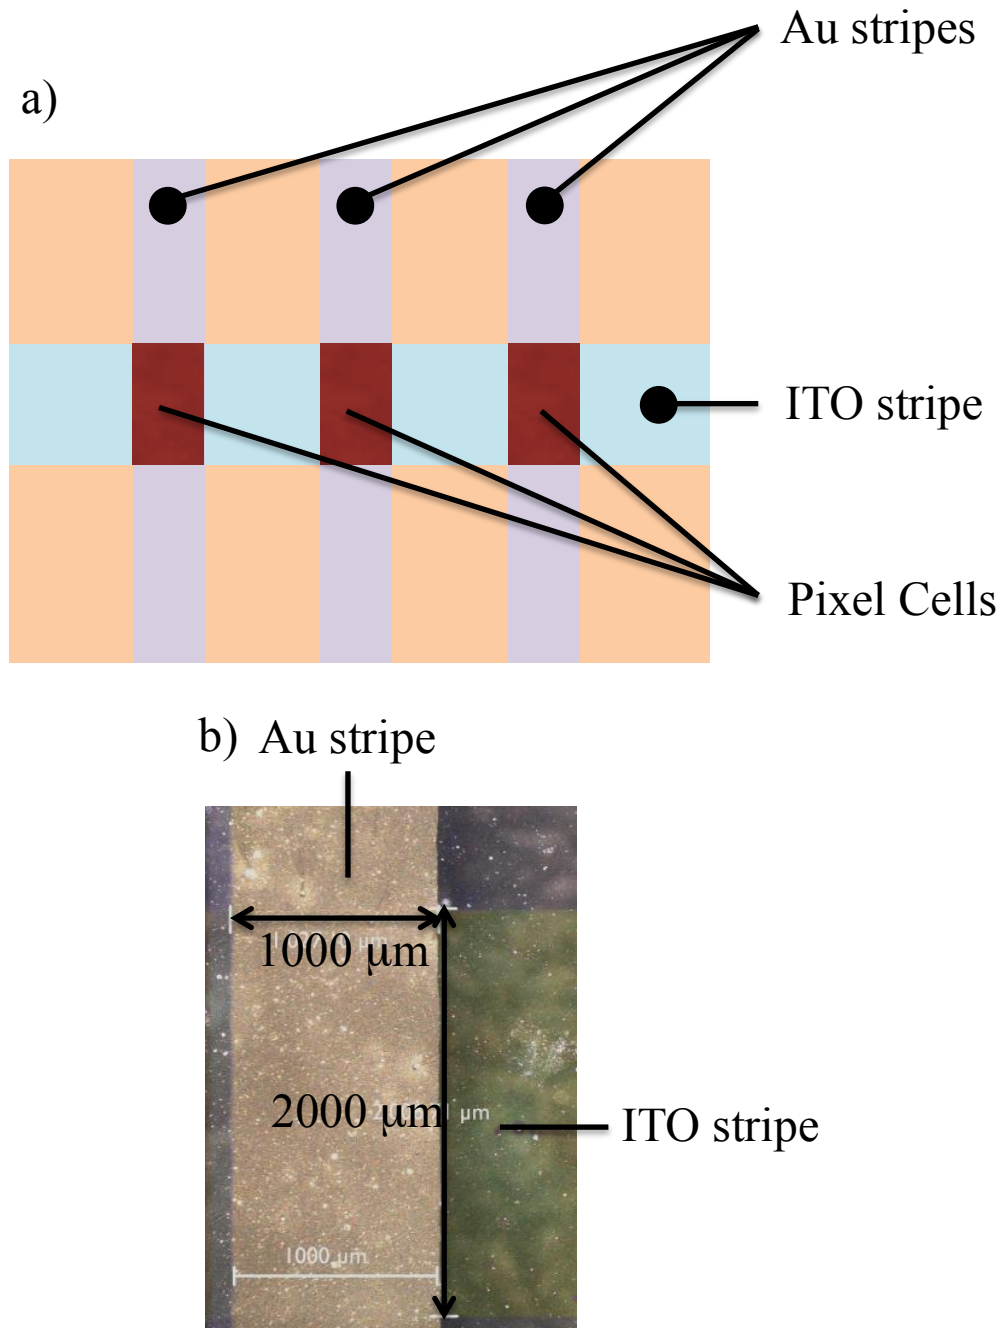 Au stripes
a)
ITO stripe
Pixel Cells
b) Au stripe
1000 μm
2000 μm
μm
ITO stripe
1000 μm